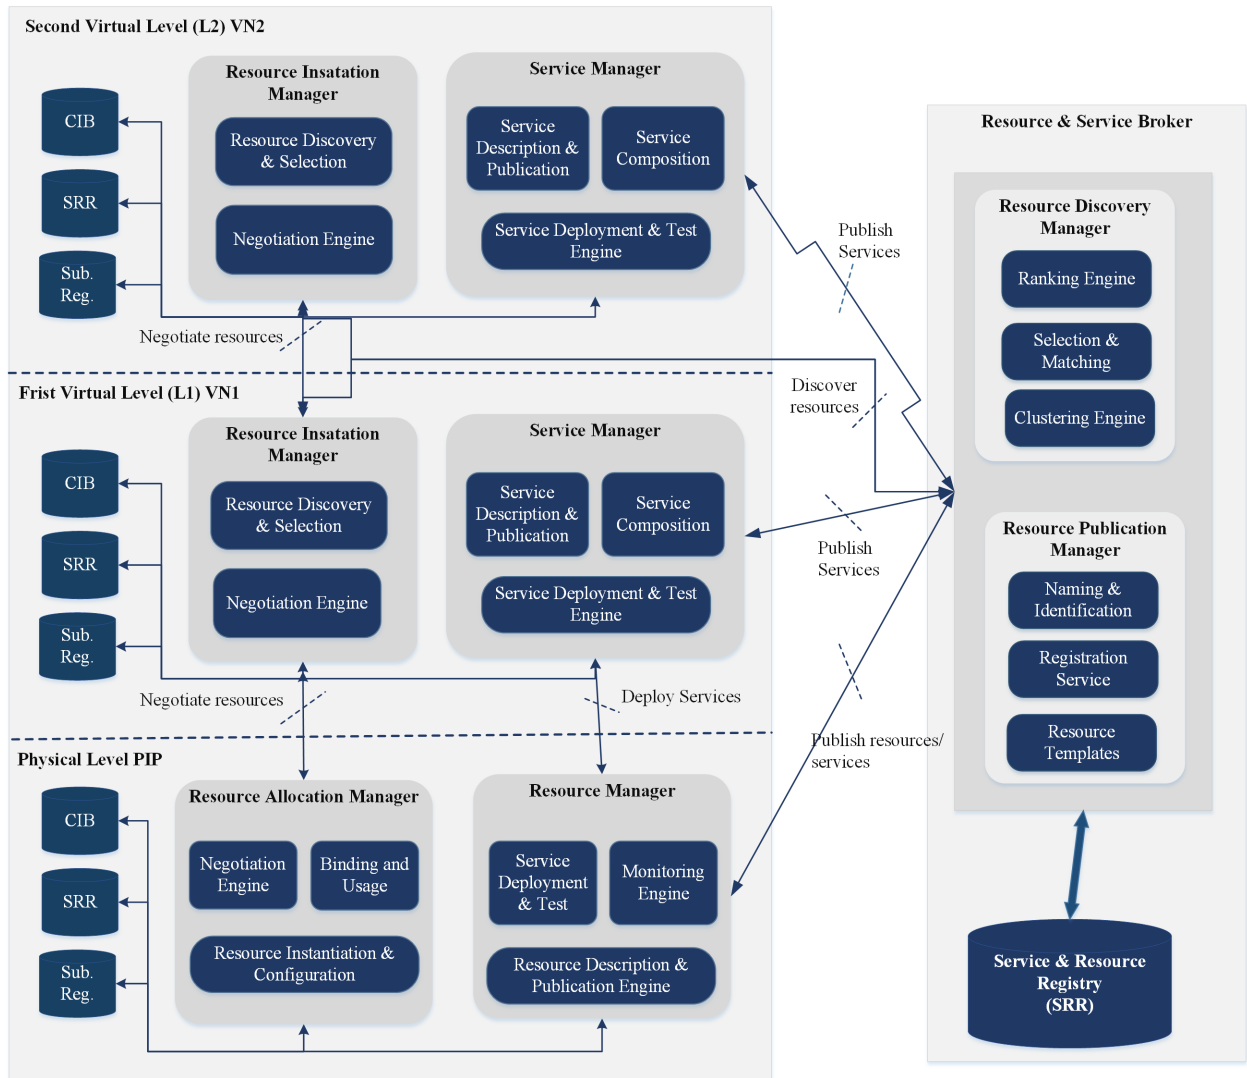 Second Virtual Level (L2) VN2
CIB
SRR
Sub.
Reg.
Resource Insatation
Manager
Resource Discovery
& Selection
Negotiation Engine
Service Manager
Service
Description &
Publication
Service
Composition
Service Deployment & Test
Engine
Negotiate resources
Frist Virtual Level (L1) VN1
CIB
SRR
Sub.
Reg.
Resource Insatation
Manager
Resource Discovery
& Selection
Negotiation Engine
Service Manager
Service
Description &
Publication
Service
Composition
Service Deployment & Test
Engine
Negotiate resources
Deploy Services
Physical Level PIP
CIB
SRR
Sub.
Reg.
Resource Allocation Manager
Negotiation
Engine
Binding and
Usage
Resource Instantiation &
Configuration
Resource Manager
Service
Deployment
& Test
Monitoring
Engine
Resource Description &
Publication Engine
Publish
Services
Discover
resources
Publish
Services
Publish resources/
services
Resource & Service Broker
Resource Discovery
Manager
Ranking Engine
Selection &
Matching
Clustering Engine
Resource Publication
Manager
Naming &
Identification
Registration
Service
Resource
Templates
Service & Resource
Registry
(SRR)